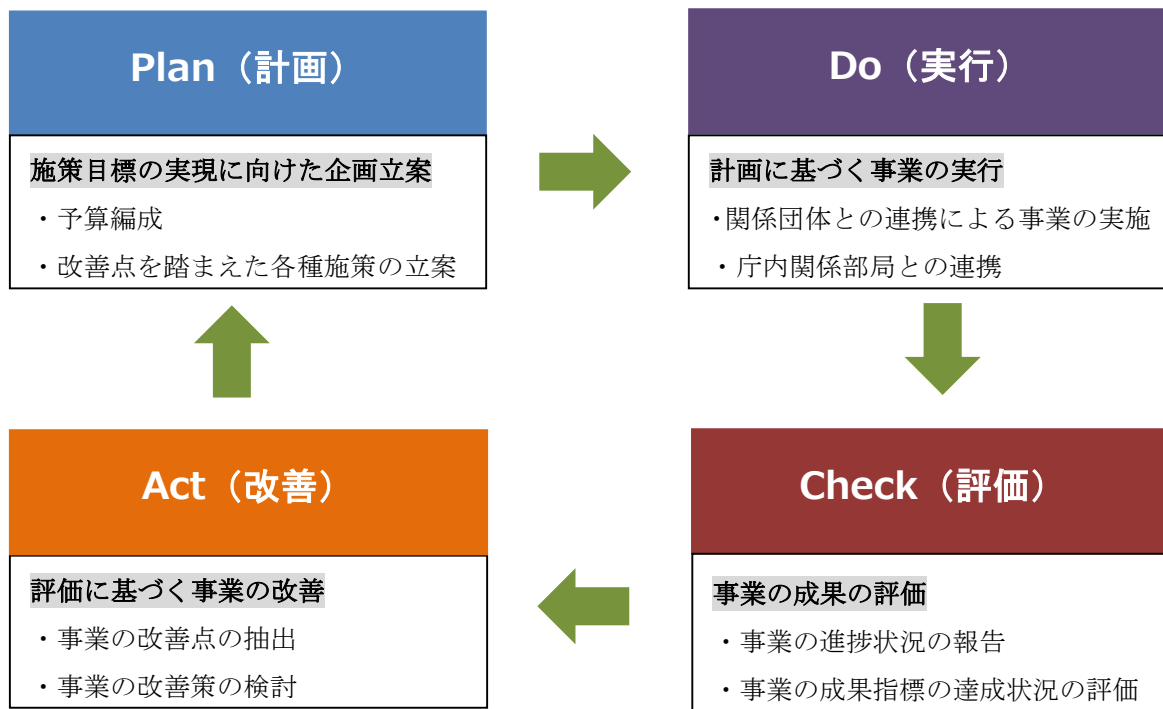 Plan（計画）
施策目標の実現に向けた企画立案
・予算編成
・改善点を踏まえた各種施策の立案
Do（実行）
計画に基づく事業の実行
・関係団体との連携による事業の実施
・庁内関係部局との連携
Check（評価）
事業の成果の評価
・事業の進捗状況の報告
・事業の成果指標の達成状況の評価
Act（改善）
評価に基づく事業の改善
・事業の改善点の抽出
・事業の改善策の検討